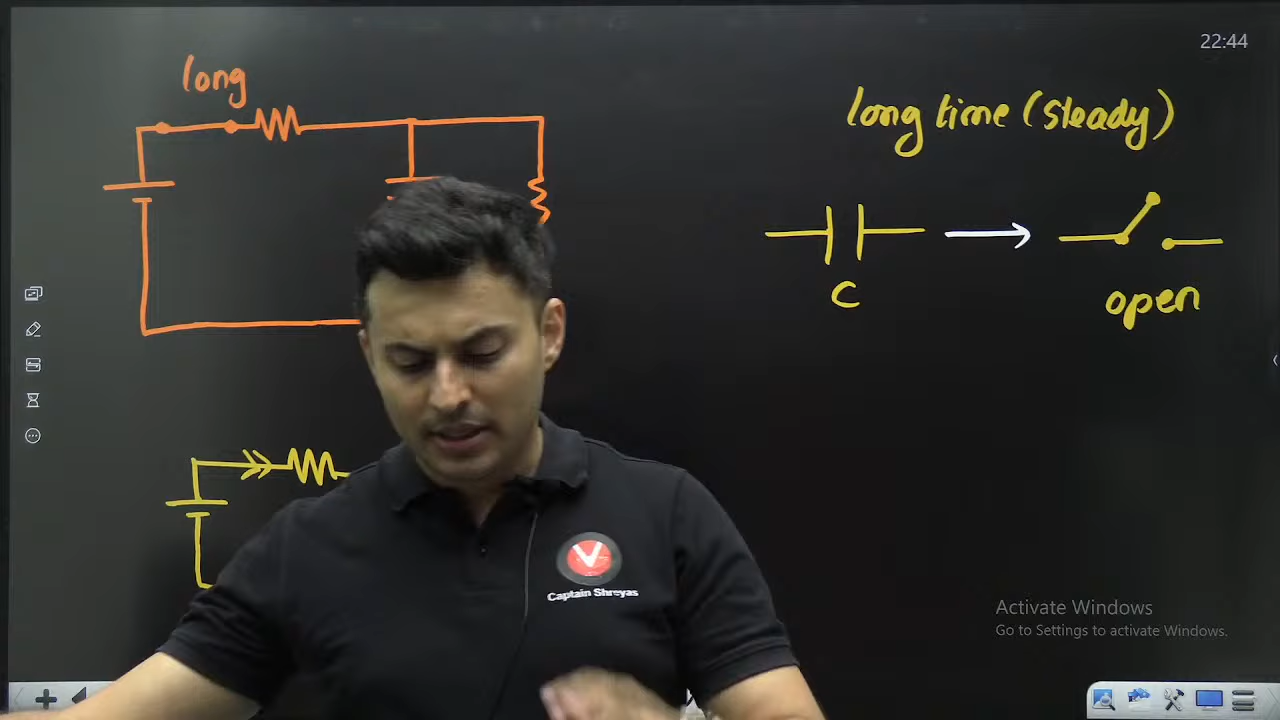 22:44
long
long time (steady)
C
open
V
Captain Shreyas
Activate Windows
Go to Settings to activate Windows.